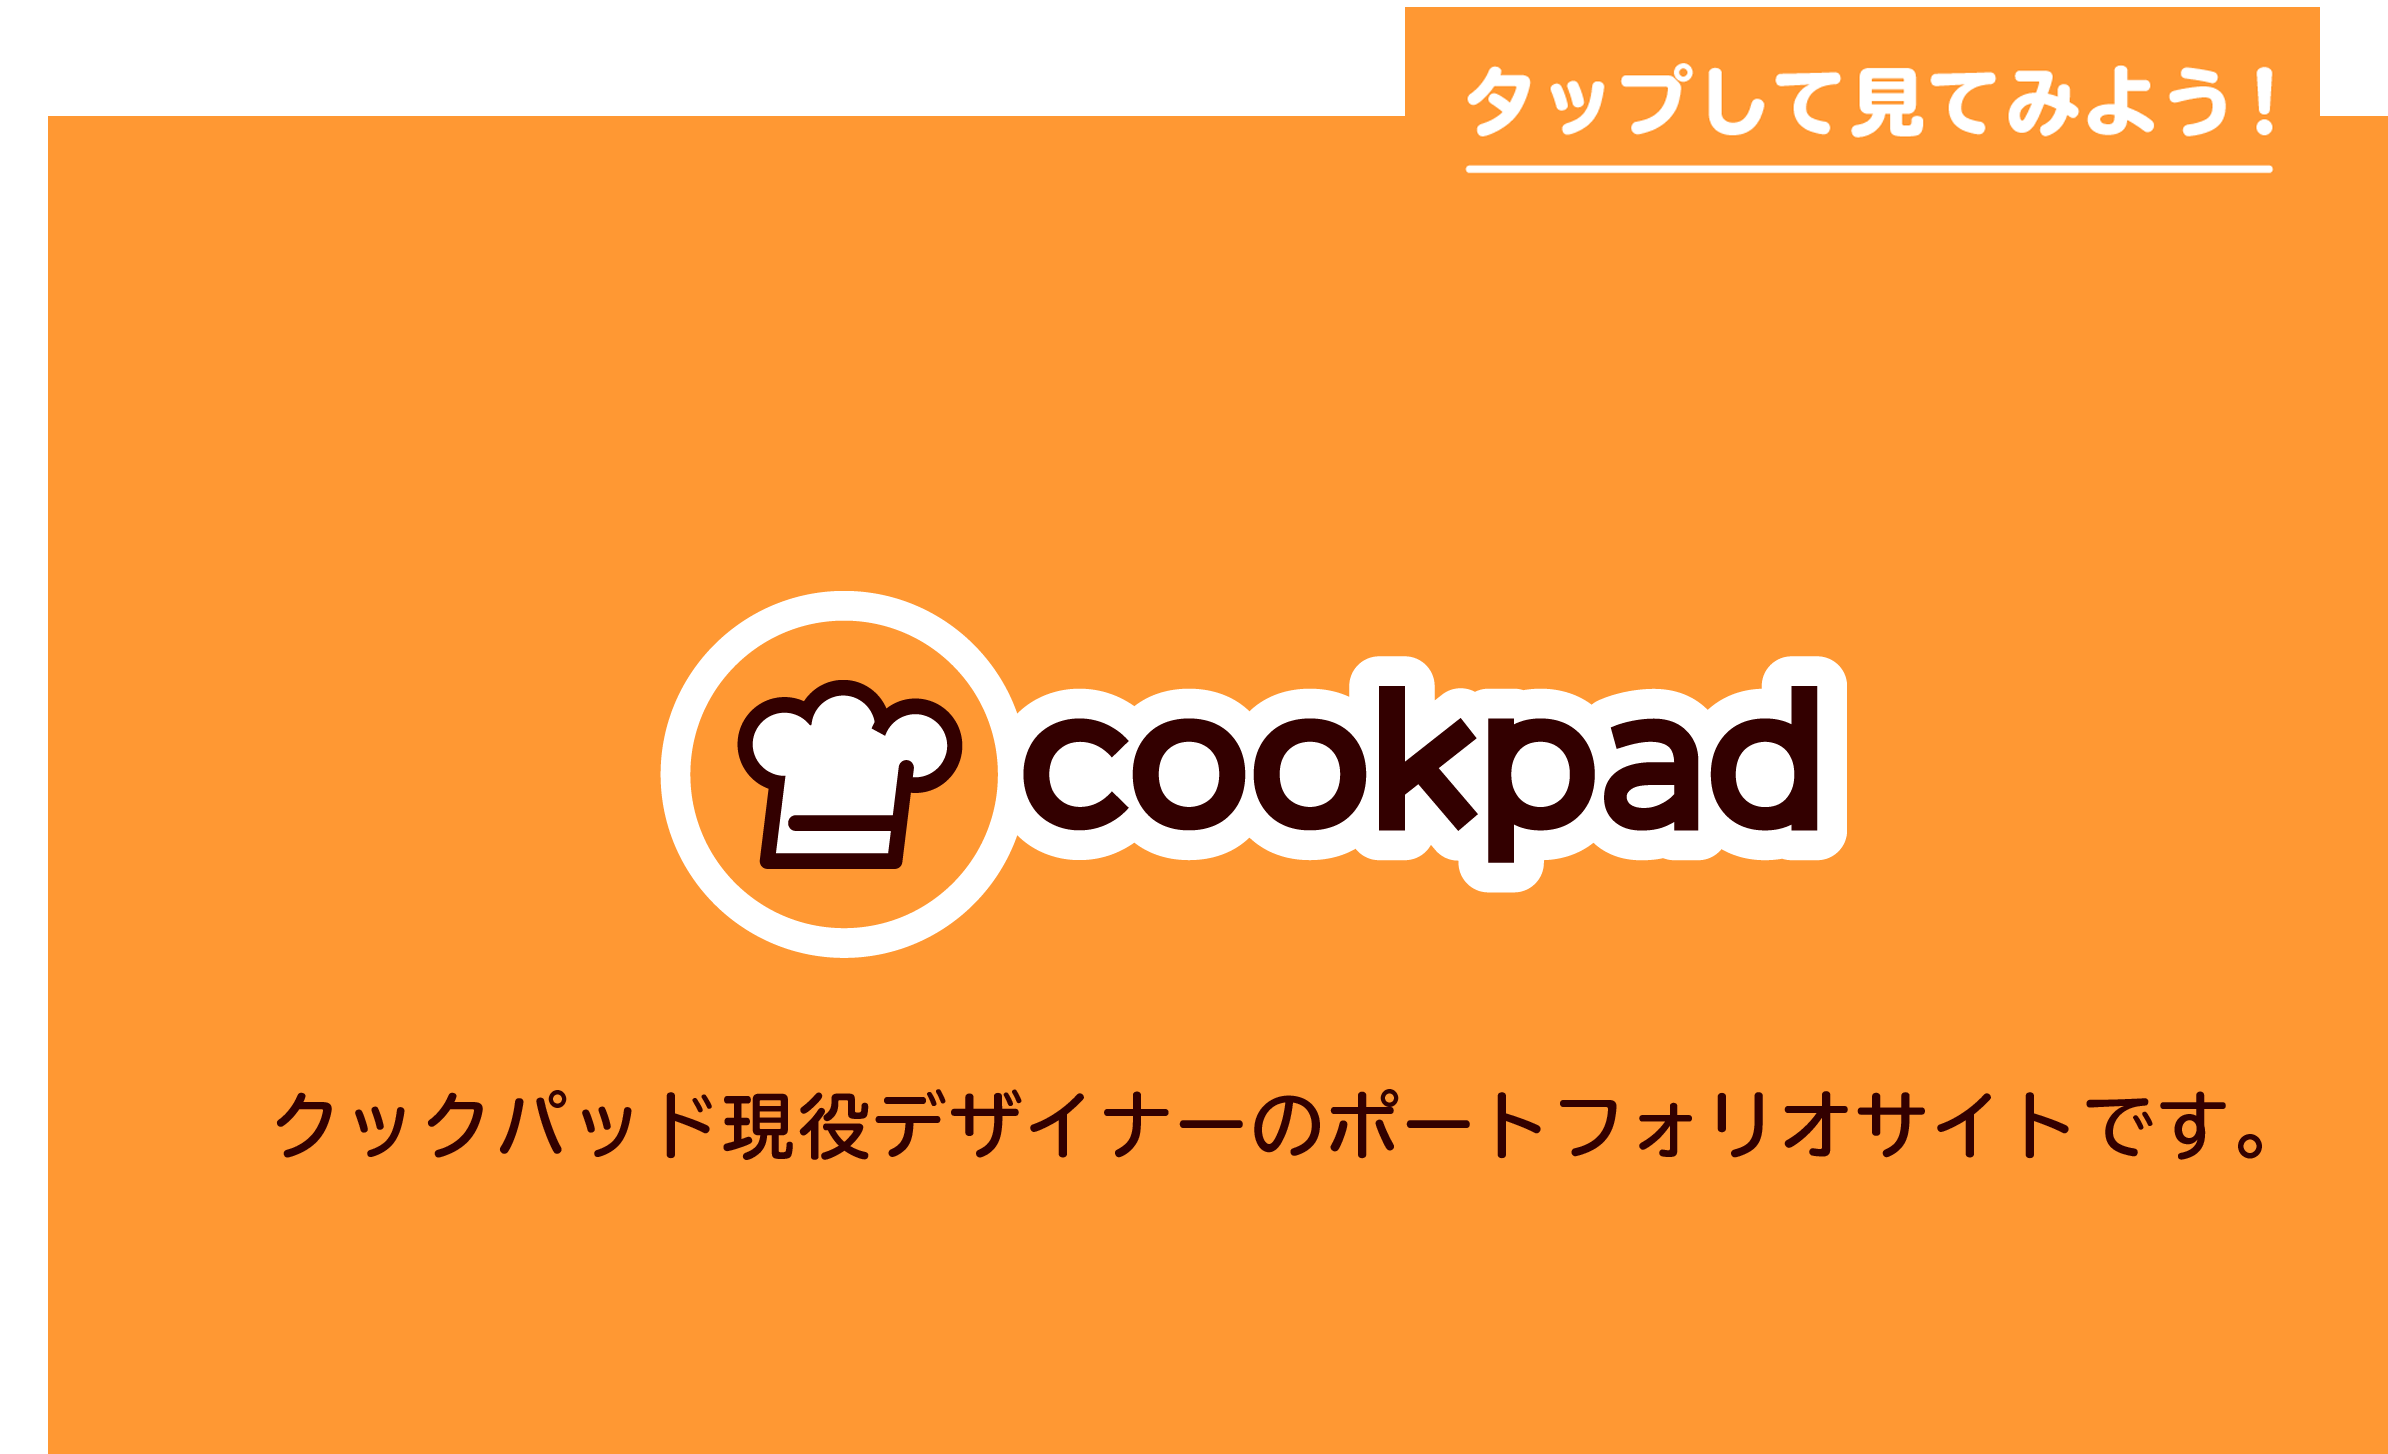 タップして見てみよう！
cookpad
クックパッド現役デザイナーのポートフォリオサイトです。